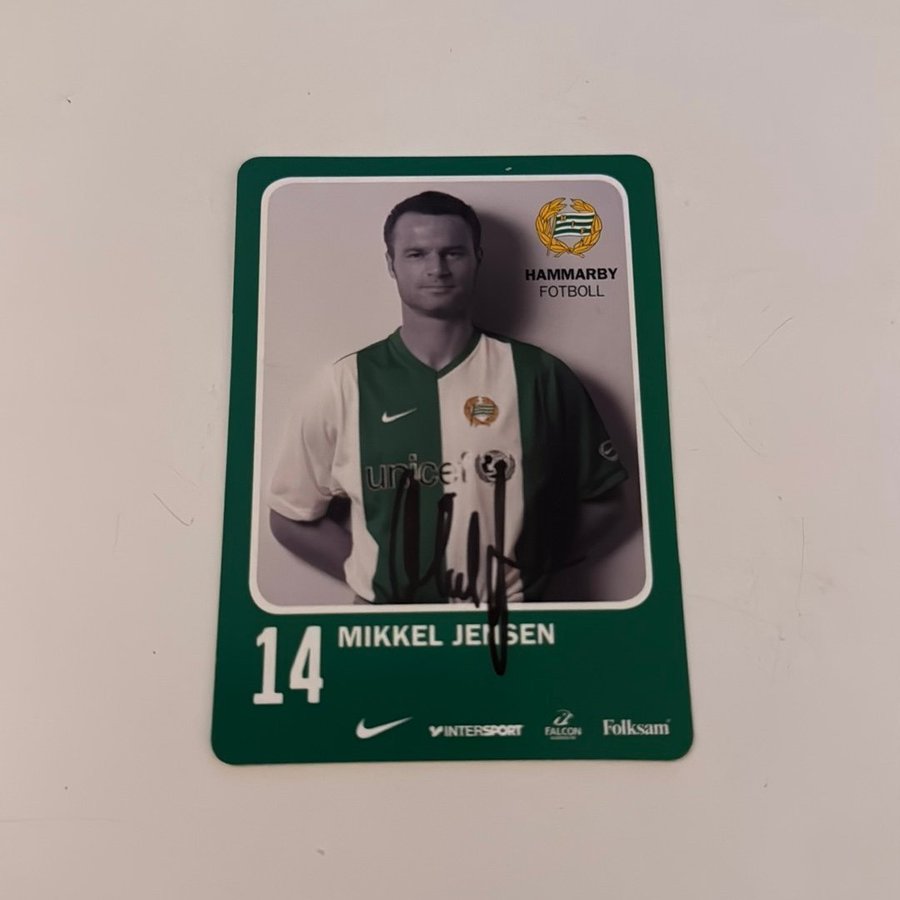 HAMMARBY
FOTBOLL
unicef
14
MIKKEL JENSEN
INTERSPORT
FALCON
Folksam